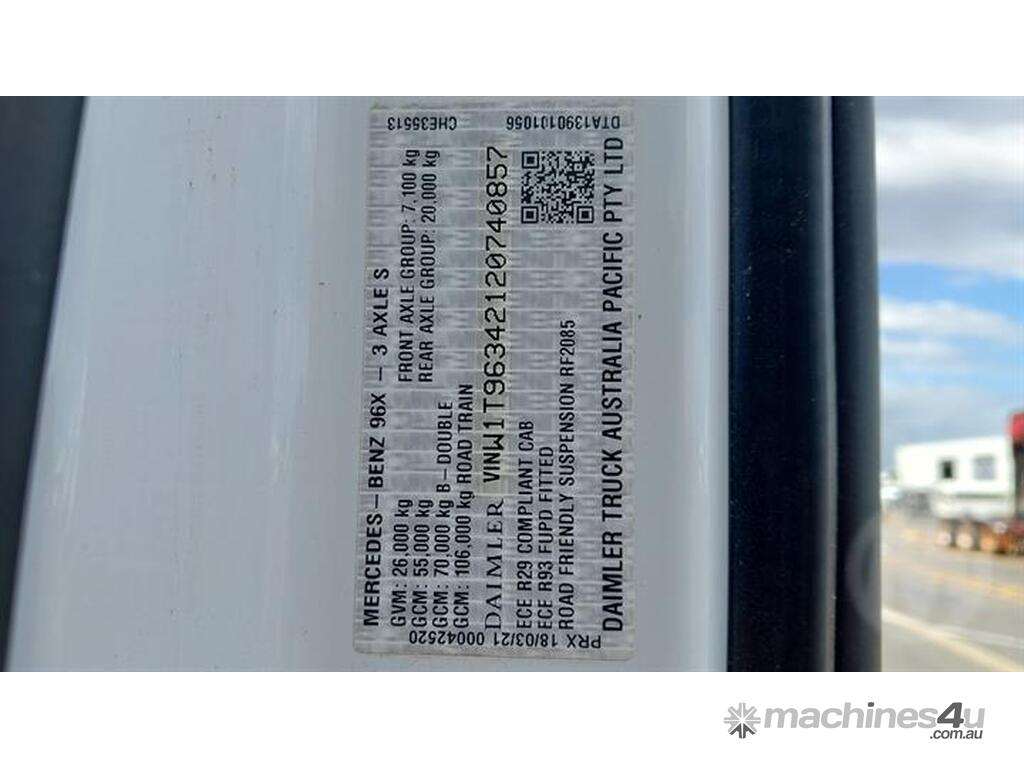 MERCEDES-BENZ 96X - 3 AXLE S
GVM: 26,000 kg FRONT AXLE GROUP: 7,100 kg
GCM: 55,000 kg REAR AXLE GROUP: 20,000 kg
GCM: 70,000 kg B-DOUBLE
GCM: 106,000 kg ROAD TRAIN
DAIMLER VINW1T96342120740857
ECE R29 COMPLIANT CAB
ECE R93 FUPD FITTED
ROAD FRIENDLY SUSPENSION RF2085
DAIMLER TRUCK AUSTRALIA PACIFIC PTY LTD
PRX 18/03/21 00042520
CHE35513
DTA1390101056
machines4u
.com.au